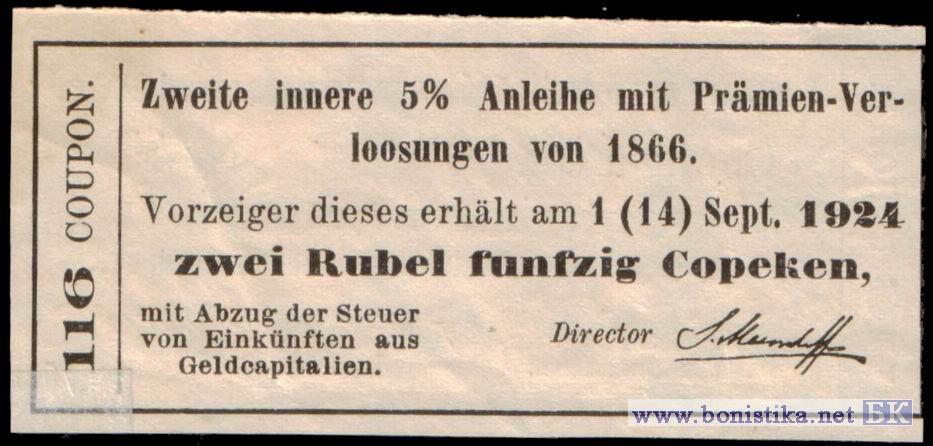 116 COUPON.
Zweite innere 5% Anleihe mit Prämien-Ver-
loosungen von 1866.
Vorzeiger dieses erhält am 1 (14) Sept. 1924
zwei Rubel funfzig Copeken,
mit Abzug der Steuer
von Einkünften aus
Geldcapitalien.
Director
www.bonistika.net БК